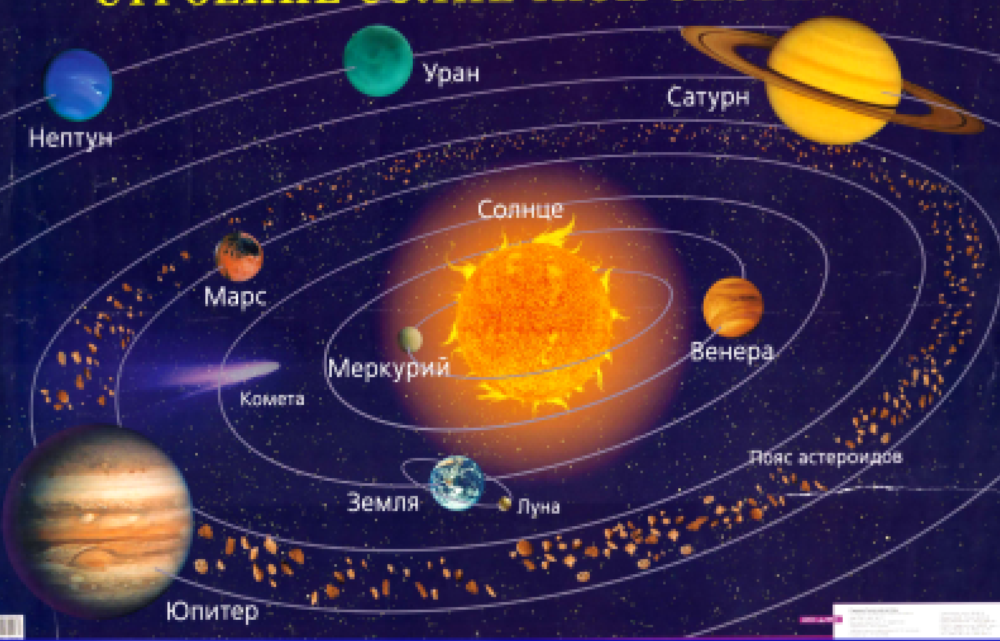 Уран
Сатурн
Нептун
Солнце
Марс
Венера
Меркурий
Комета
Пояс астероидов
Земля
Луна
Юпитер